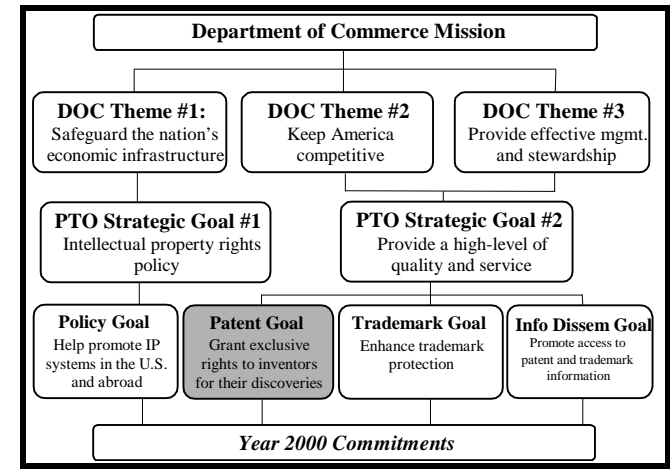 Department of Commerce Mission
DOC Theme #1:
Safeguard the nation's
economic infrastructure
DOC Theme #2
Keep America
competitive
DOC Theme #3
Provide effective mgmt.
and stewardship
PTO Strategic Goal #1
Intellectual property rights
policy
PTO Strategic Goal #2
Provide a high-level of
quality and service
Policy Goal
Help promote IP
systems in the U.S.
and abroad
Patent Goal
Grant exclusive
rights to inventors
for their discoveries
Trademark Goal
Enhance trademark
protection
Info Dissem Goal
Promote access to
patent and trademark
information
Year 2000 Commitments